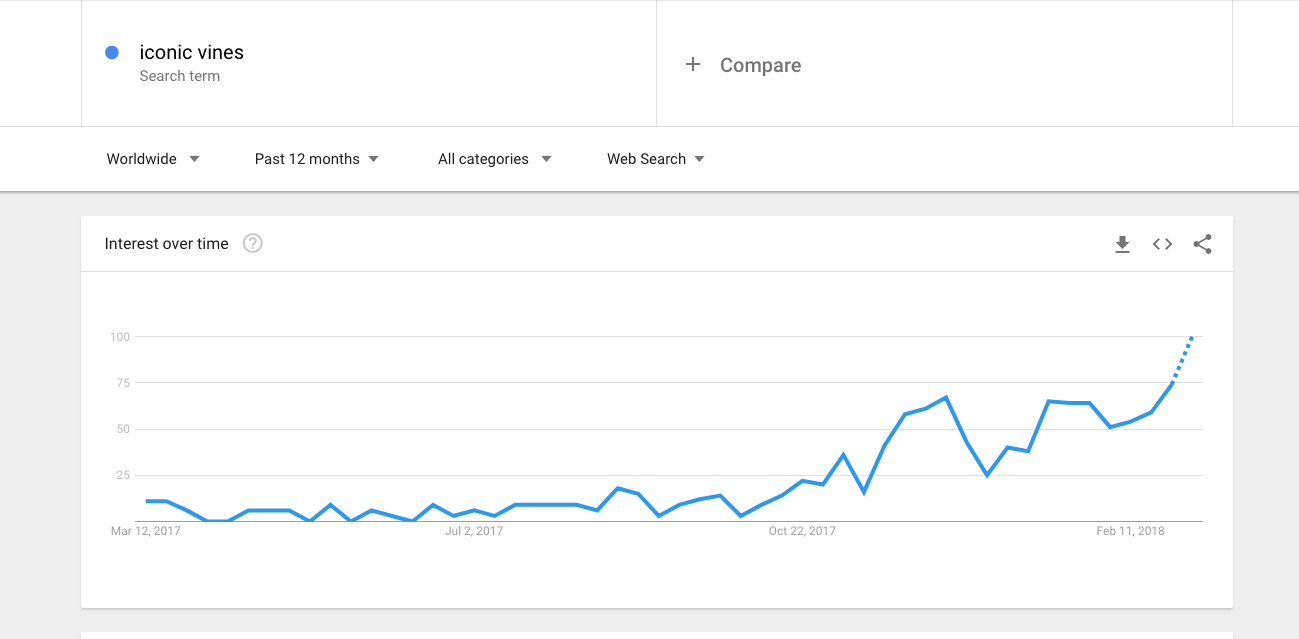 iconic vines
Search term
+ Compare
Worldwide
Past 12 months
All categories
Web Search
Interest over time ?
100
75
50
25
Mar 12, 2017
Jul 2, 2017
Oct 22, 2017
Feb 11, 2018